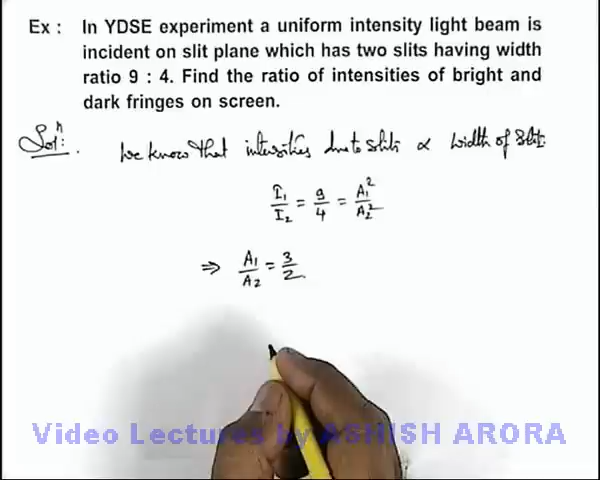 Ex : In YDSE experiment a uniform intensity light beam is
incident on slit plane which has two slits having width
ratio 9 : 4. Find the ratio of intensities of bright and
dark fringes on screen.
Solⁿ: We know that intensities due to slits ∝ width of slits
I₁/I₂ = 9/4 = A₁²/A₂²
⇒ A₁/A₂ = 3/2
Video Lectures by ASHISH ARORA